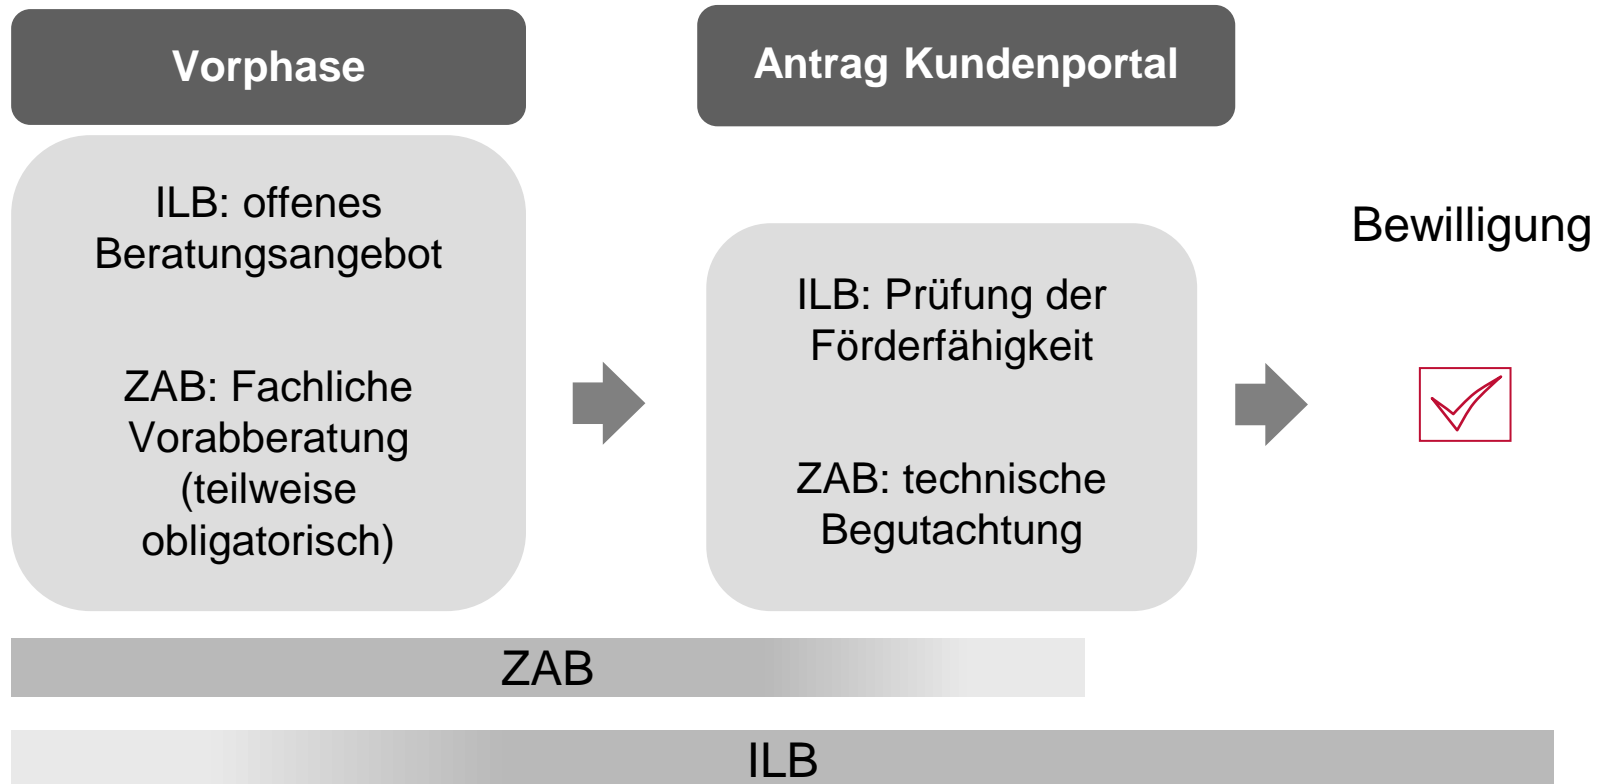 Vorphase
ILB: offenes
Beratungsangebot
ZAB: Fachliche
Vorabberatung
(teilweise
obligatorisch)
Antrag Kundenportal
ILB: Prüfung der
Förderfähigkeit
ZAB: technische
Begutachtung
Bewilligung
ZAB
ILB